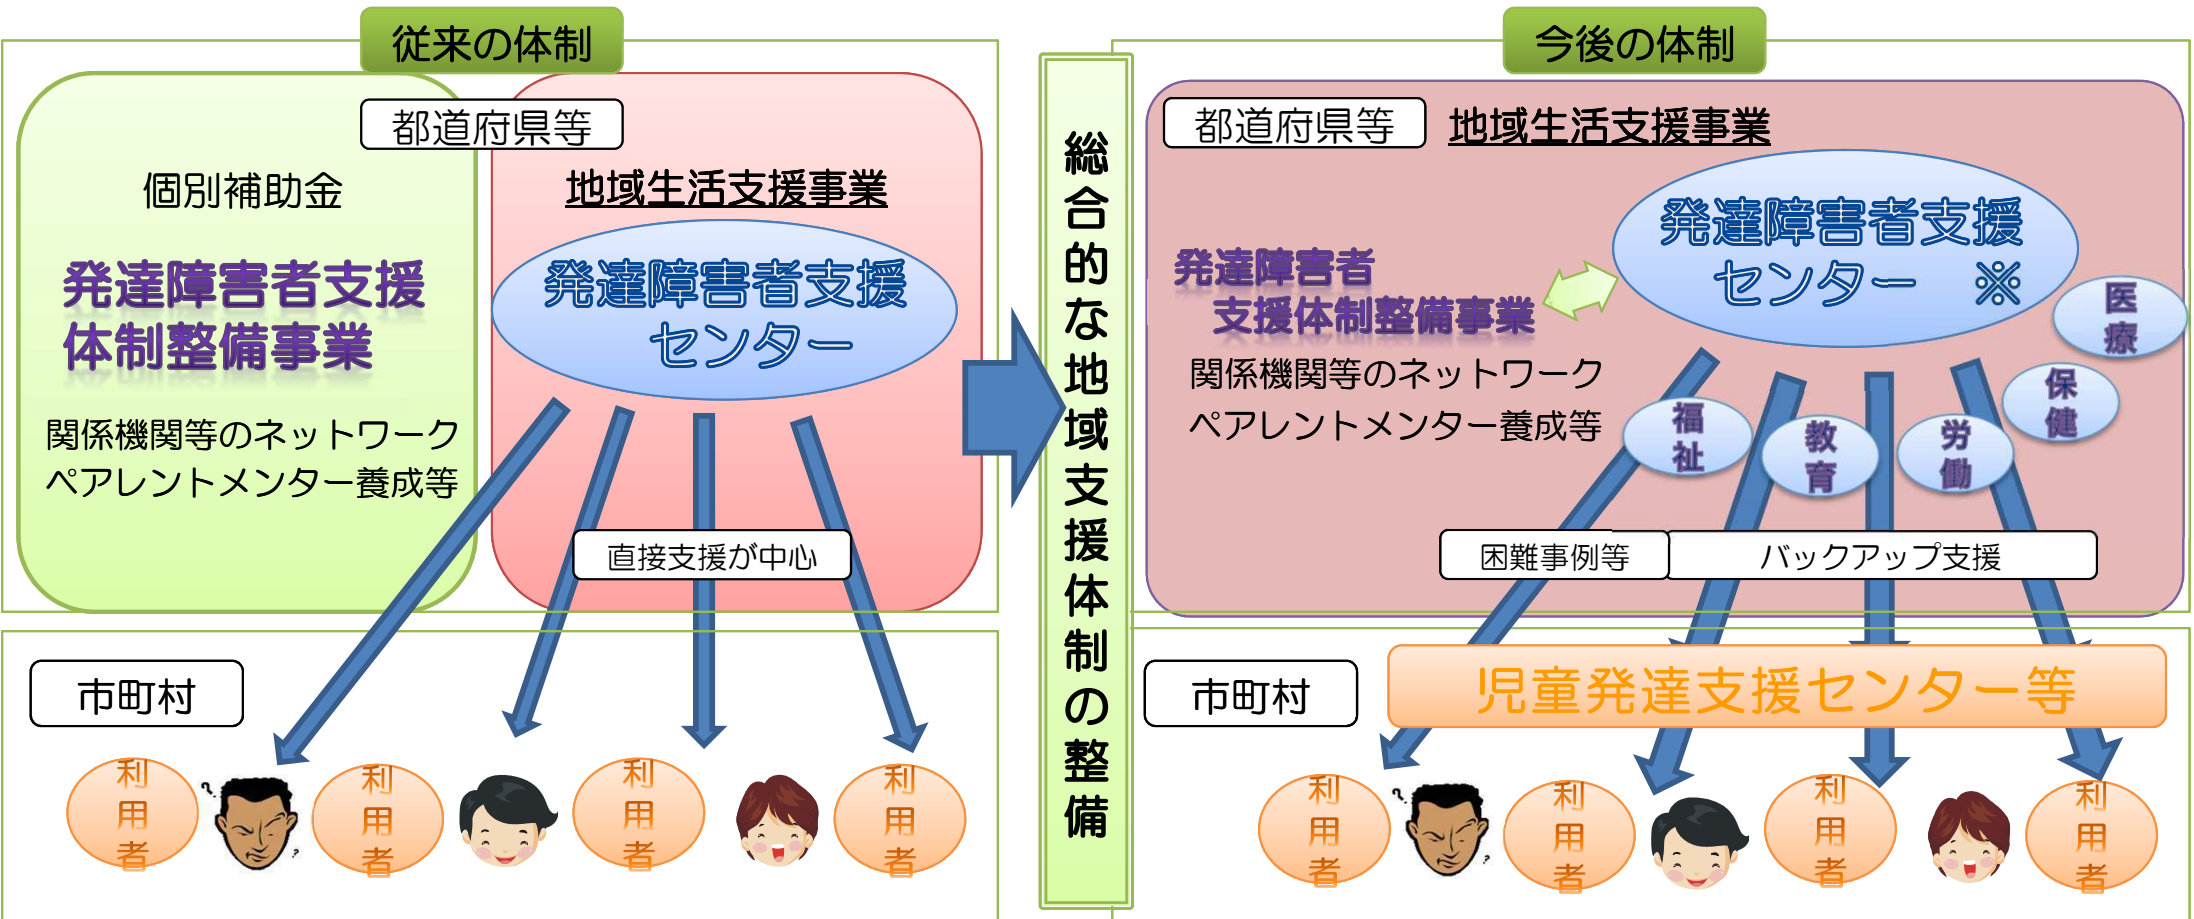 従来の体制
都道府県等
個別補助金
発達障害者支援
体制整備事業
関係機関等のネットワーク
ペアレントメンター養成等
地域生活支援事業
発達障害者支援
センター
直接支援が中心
市町村
利用者
利用者
利用者
利用者
総合的な地域支援体制の整備
今後の体制
都道府県等
地域生活支援事業
発達障害者支援
センター ※
発達障害者
支援体制整備事業
関係機関等のネットワーク
ペアレントメンター養成等
医療
保健
福祉
教育
労働
困難事例等
バックアップ支援
市町村
児童発達支援センター等
利用者
利用者
利用者
利用者